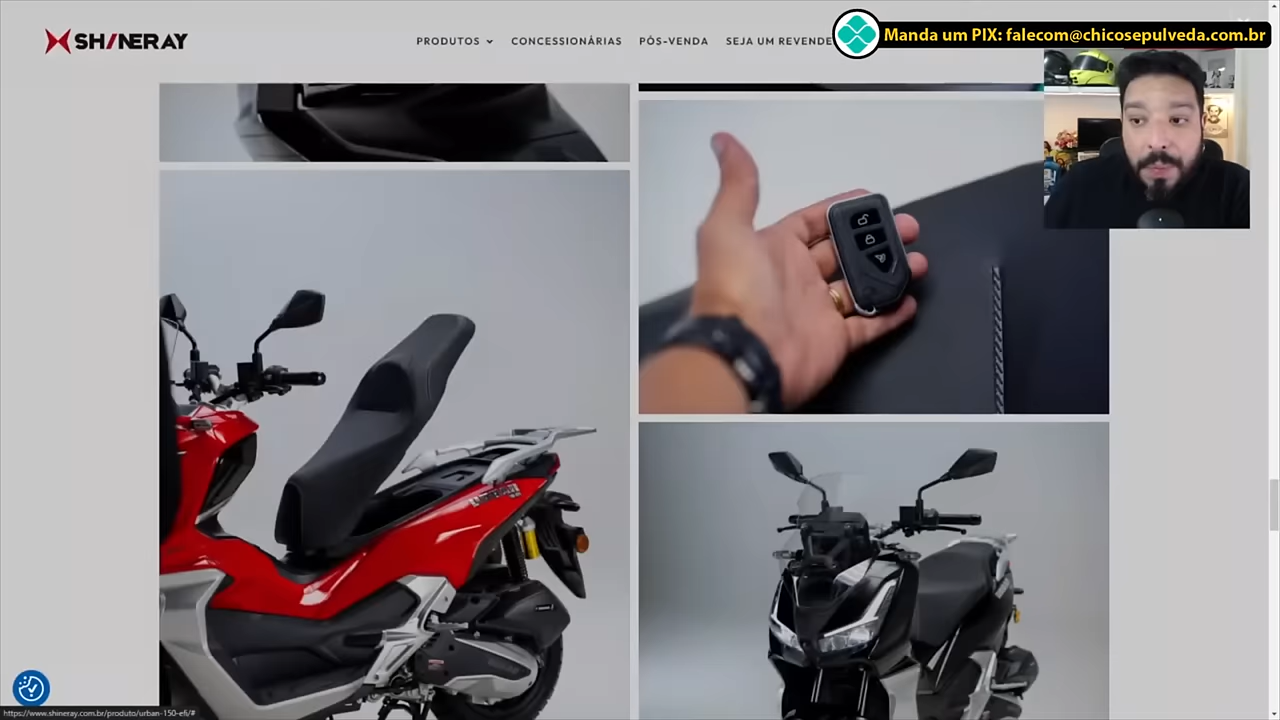 Manda um PIX: falecom@chicosepulveda.com.br
SHINERAY
PRODUTOS
CONCESSIONÁRIAS
PÓS-VENDA
SEJA UM REVENDE
https://www.shineray.com.br/produto/urban-150-efi/#